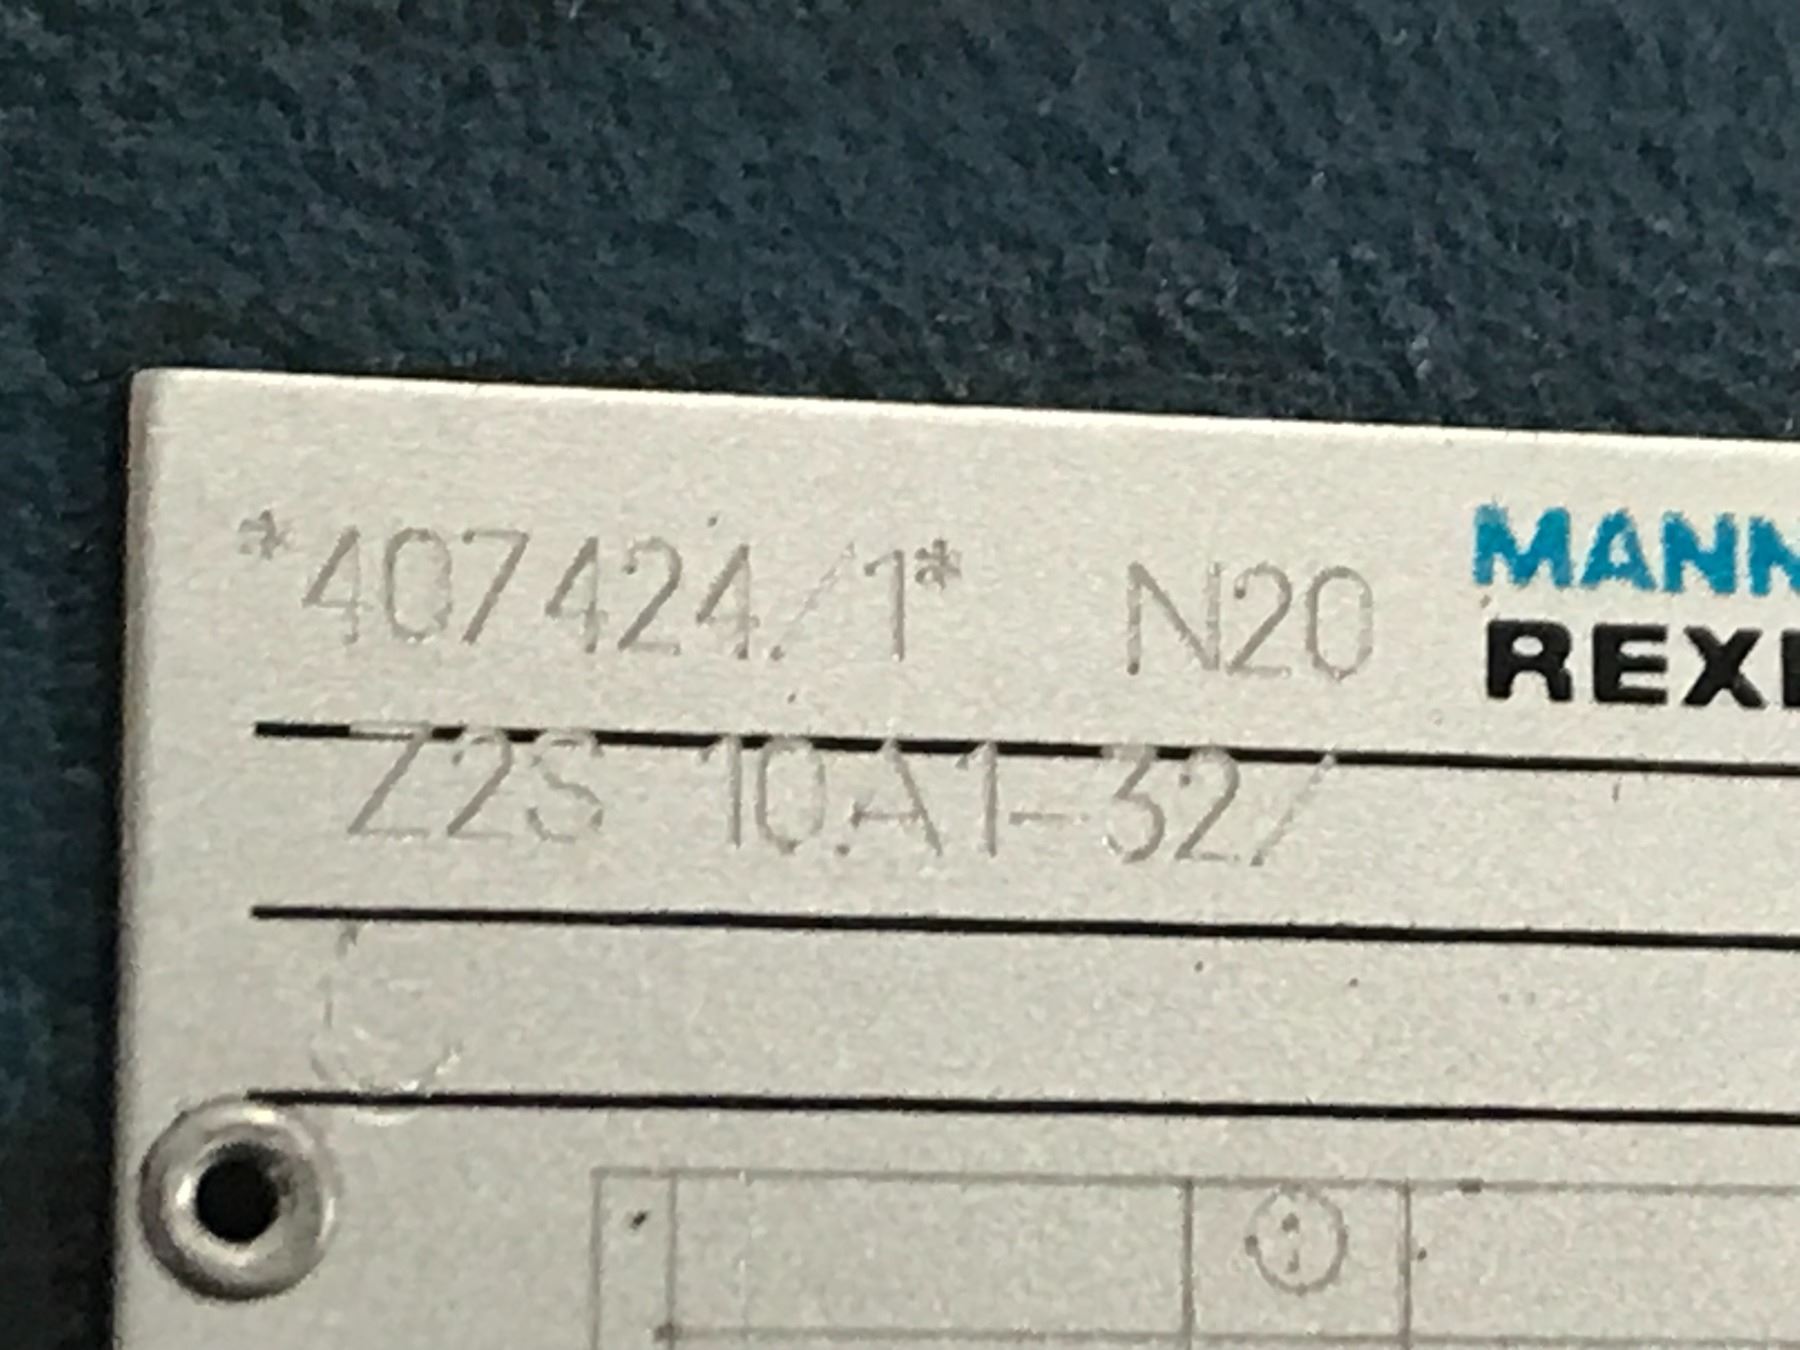 *407424/1* N20 MANN
REX
Z2S 10A1-32/